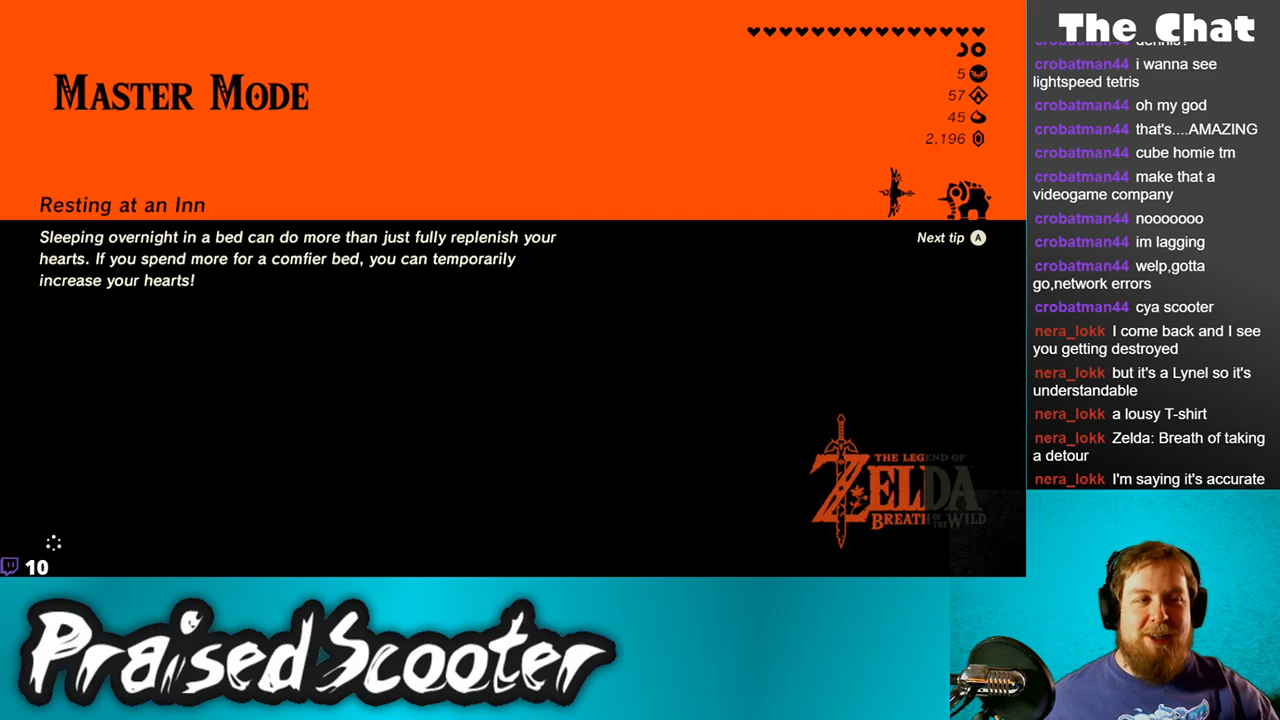 Master Mode
5
57
45
2,196
Resting at an Inn
Sleeping overnight in a bed can do more than just fully replenish your
hearts. If you spend more for a comfier bed, you can temporarily
increase your hearts!
Next tip A
THE LEGEND OF
ZELDA
BREATH OF THE WILD
10
PraisedScooter
The Chat
crobatman44 dennis?
crobatman44 i wanna see
lightspeed tetris
crobatman44 oh my god
crobatman44 that's....AMAZING
crobatman44 cube homie tm
crobatman44 make that a
videogame company
crobatman44 nooooooo
crobatman44 im lagging
crobatman44 welp,gotta
go,network errors
crobatman44 cya scooter
nera_lokk I come back and I see
you getting destroyed
nera_lokk but it's a Lynel so it's
understandable
nera_lokk a lousy T-shirt
nera_lokk Zelda: Breath of taking
a detour
nera_lokk I'm saying it's accurate